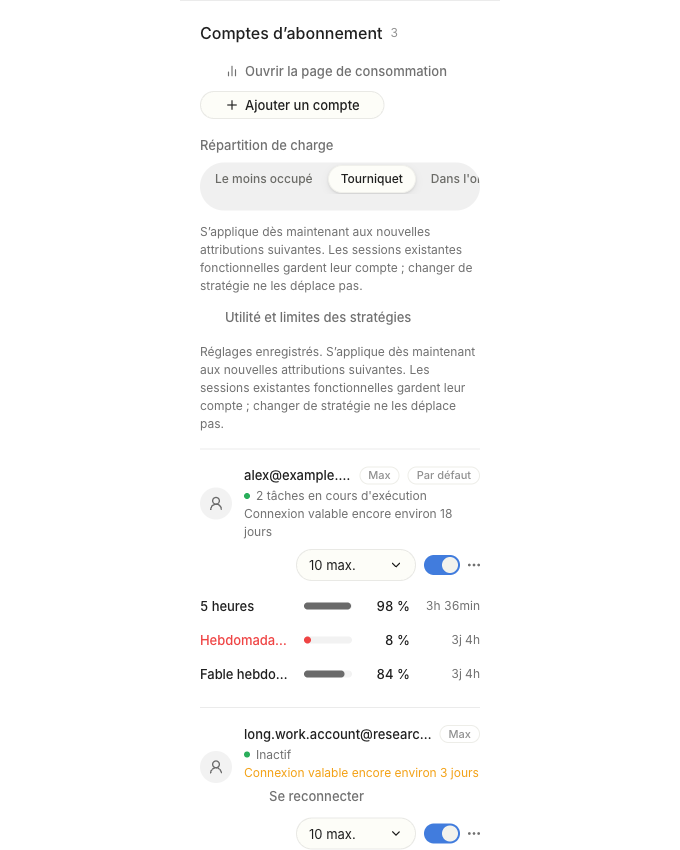 Comptes d’abonnement 3
Ouvrir la page de consommation
+ Ajouter un compte
Répartition de charge
Le moins occupé Tourniquet Dans l'or
S’applique dès maintenant aux nouvelles
attributions suivantes. Les sessions existantes
fonctionnelles gardent leur compte ; changer de
stratégie ne les déplace pas.
Utilité et limites des stratégies
Réglages enregistrés. S’applique dès maintenant
aux nouvelles attributions suivantes. Les
sessions existantes fonctionnelles gardent leur
compte ; changer de stratégie ne les déplace
pas.
alex@example.... Max Par défaut
2 tâches en cours d'exécution
Connexion valable encore environ 18
jours
10 max.
5 heures 98 % 3h 36min
Hebdomada... 8 % 3j 4h
Fable hebdo... 84 % 3j 4h
long.work.account@researc... Max
Inactif
Connexion valable encore environ 3 jours
Se reconnecter
10 max.